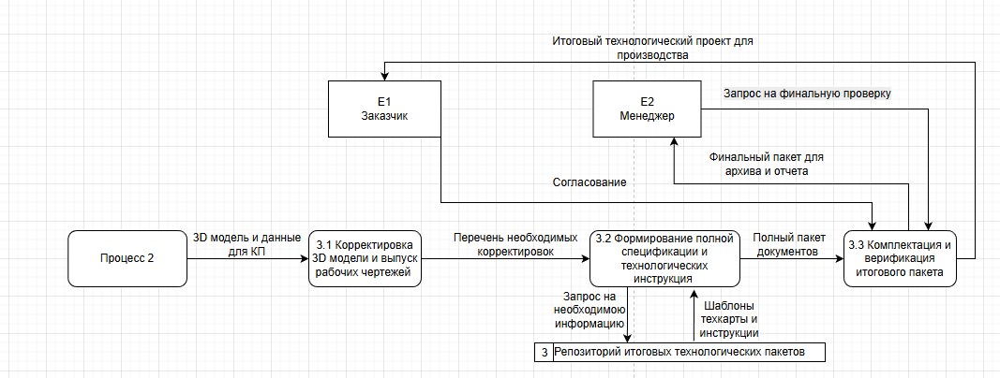 Итоговый технологический проект для
производства
E1
Заказчик
E2
Менеджер
Запрос на финальную проверку
Финальный пакет для
архива и отчета
Согласование
Процесс 2
3D модель и данные
для КП
3.1 Корректировка
3D модели и выпуск
рабочих чертежей
Перечень необходимых
корректировок
3.2 Формирование полной
спецификации и
технологических
инструкция
Полный пакет
документов
3.3 Комплектация и
верификация
итогового пакета
Запрос на
необходимою
информацию
Шаблоны
техкарты и
инструкции
3 Репозиторий итоговых технологических пакетов